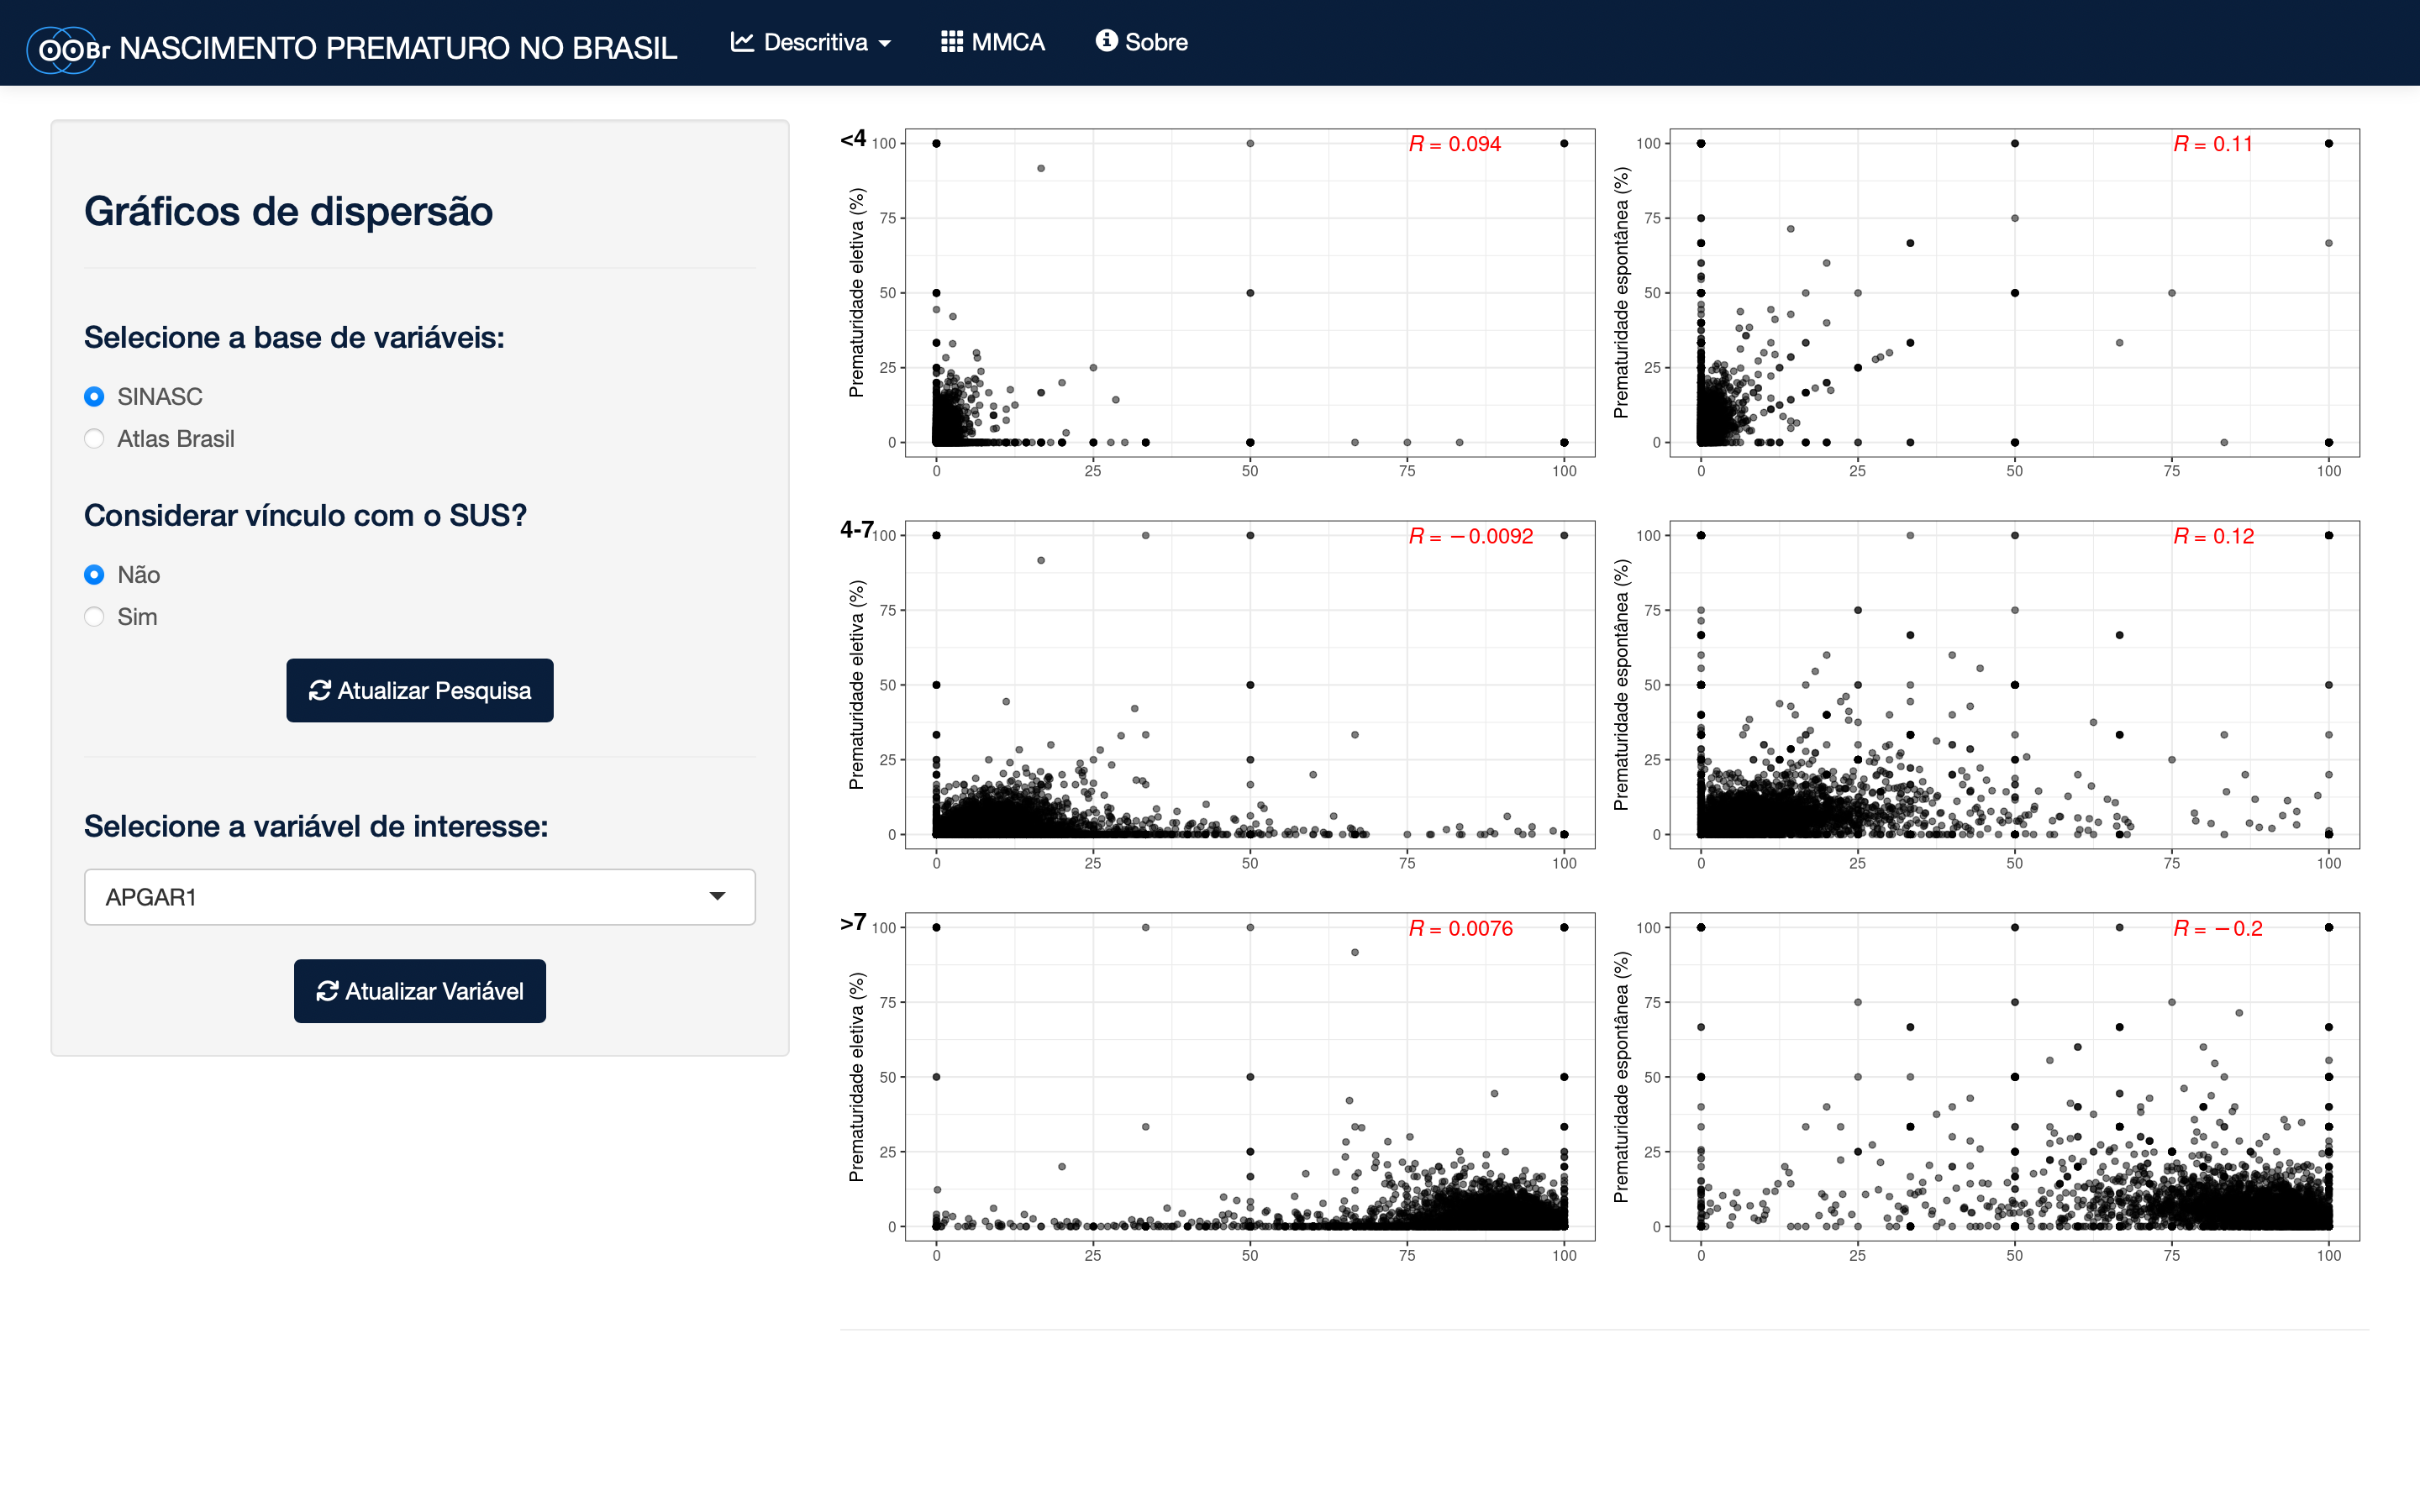 OOBr NASCIMENTO PREMATURO NO BRASIL Descritiva MMCA Sobre
Gráficos de dispersão
Selecione a base de variáveis:
SINASC
Atlas Brasil
Considerar vínculo com o SUS?
Não
Sim
Atualizar Pesquisa
Selecione a variável de interesse:
APGAR1
Atualizar Variável
<4
Prematuridade eletiva (%)
100
75
50
25
0
R = 0.094
0 25 50 75 100
Prematuridade espontânea (%)
100
75
50
25
0
R = 0.11
0 25 50 75 100
4-7
Prematuridade eletiva (%)
100
75
50
25
0
R = −0.0092
0 25 50 75 100
Prematuridade espontânea (%)
100
75
50
25
0
R = 0.12
0 25 50 75 100
>7
Prematuridade eletiva (%)
100
75
50
25
0
R = 0.0076
0 25 50 75 100
Prematuridade espontânea (%)
100
75
50
25
0
R = −0.2
0 25 50 75 100